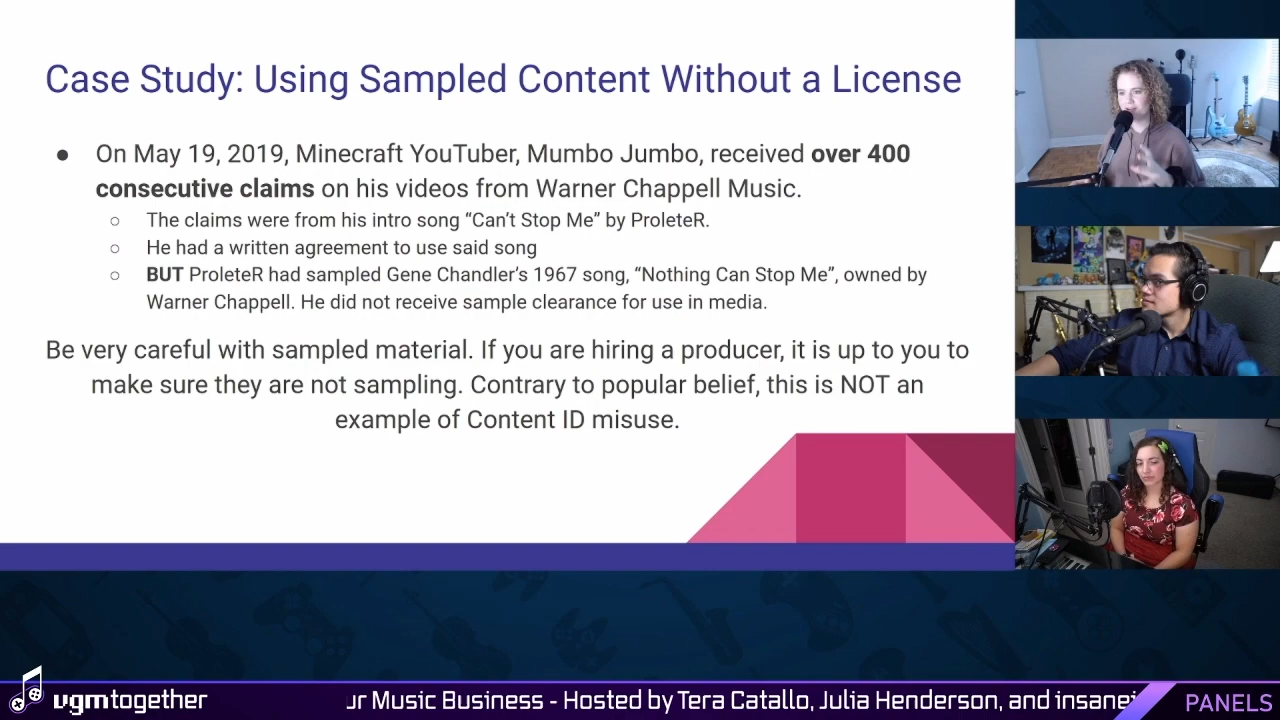 Case Study: Using Sampled Content Without a License
● On May 19, 2019, Minecraft YouTuber, Mumbo Jumbo, received over 400
consecutive claims on his videos from Warner Chappell Music.
○ The claims were from his intro song “Can’t Stop Me” by ProleteR.
○ He had a written agreement to use said song
○ BUT ProleteR had sampled Gene Chandler’s 1967 song, “Nothing Can Stop Me”, owned by
Warner Chappell. He did not receive sample clearance for use in media.
Be very careful with sampled material. If you are hiring a producer, it is up to you to
make sure they are not sampling. Contrary to popular belief, this is NOT an
example of Content ID misuse.
vgmtogether
ur Music Business - Hosted by Tera Catallo, Julia Henderson, and insanei
PANELS